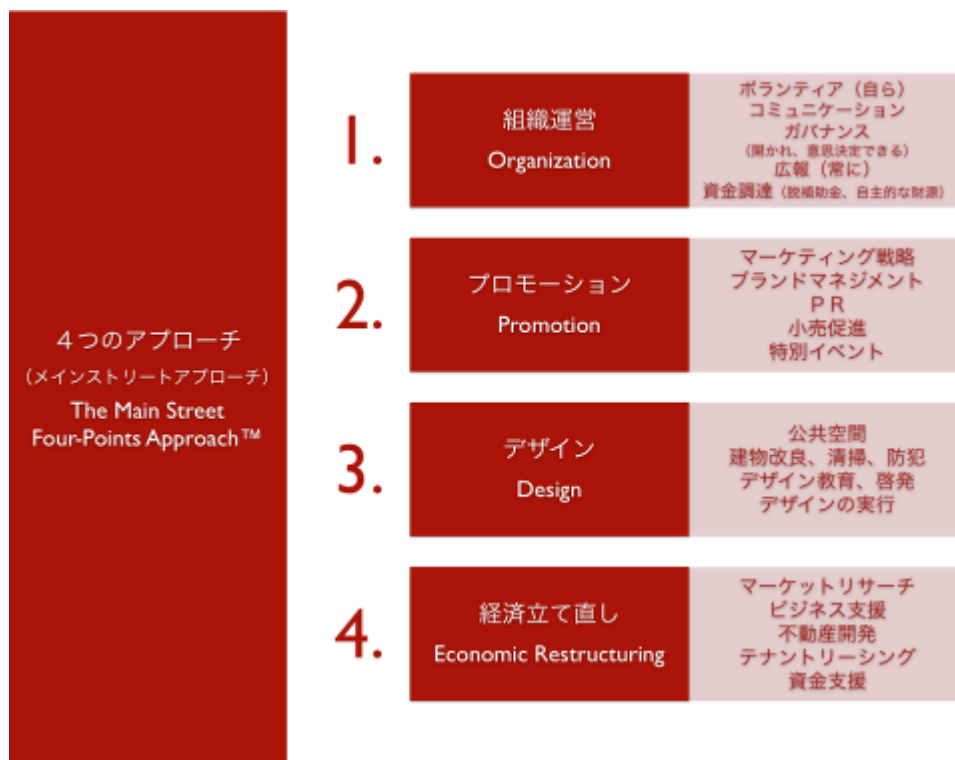 4つのアプローチ
（メインストリートアプローチ）
The Main Street
Four-Points Approach™
1.
組織運営
Organization
ボランティア（自ら）
コミュニケーション
ガバナンス
（開かれ、意思決定できる）
広報（常に）
資金調達（脱補助金、自主的な財源）
2.
プロモーション
Promotion
マーケティング戦略
ブランドマネジメント
ＰＲ
小売促進
特別イベント
3.
デザイン
Design
公共空間
建物改良、清掃、防犯
デザイン教育、啓発
デザインの実行
4.
経済立て直し
Economic Restructuring
マーケットリサーチ
ビジネス支援
不動産開発
テナントリーシング
資金支援